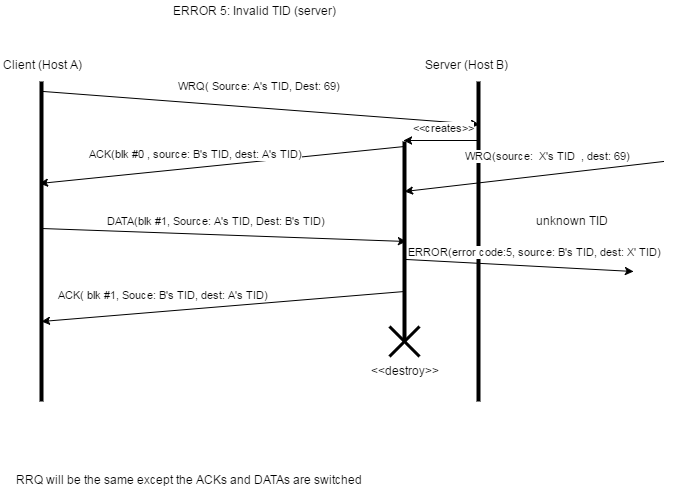 ERROR 5: Invalid TID (server)
Client (Host A)
Server (Host B)
WRQ( Source: A's TID, Dest: 69)
<<creates>>
ACK(blk #0 , source: B's TID, dest: A's TID)
WRQ(source: X's TID , dest: 69)
DATA(blk #1, Source: A's TID, Dest: B's TID)
unknown TID
ERROR(error code:5, source: B's TID, dest: X' TID)
ACK( blk #1, Souce: B's TID, dest: A's TID)
<<destroy>>
RRQ will be the same except the ACKs and DATAs are switched